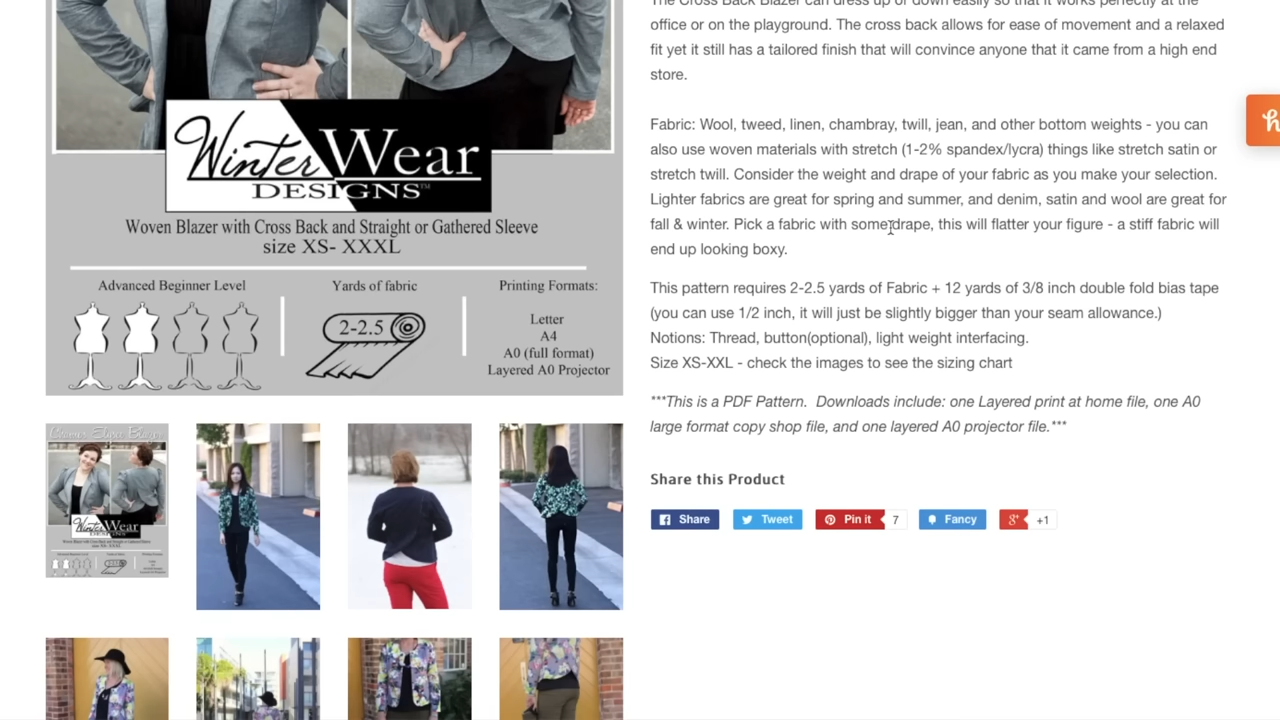 Winter Wear
DESIGNS™
Woven Blazer with Cross Back and Straight or Gathered Sleeve
size XS- XXXL
Advanced Beginner Level
Yards of fabric
2-2.5
Printing Formats:
Letter
A4
A0 (full format)
Layered A0 Projector
Winter Wear
DESIGNS
The Cross Back Blazer can dress up or down easily so that it works perfectly at the
office or on the playground. The cross back allows for ease of movement and a relaxed
fit yet it still has a tailored finish that will convince anyone that it came from a high end
store.
Fabric: Wool, tweed, linen, chambray, twill, jean, and other bottom weights - you can
also use woven materials with stretch (1-2% spandex/lycra) things like stretch satin or
stretch twill. Consider the weight and drape of your fabric as you make your selection.
Lighter fabrics are great for spring and summer, and denim, satin and wool are great for
fall & winter. Pick a fabric with some drape, this will flatter your figure - a stiff fabric will
end up looking boxy.
This pattern requires 2-2.5 yards of Fabric + 12 yards of 3/8 inch double fold bias tape
(you can use 1/2 inch, it will just be slightly bigger than your seam allowance.)
Notions: Thread, button(optional), light weight interfacing.
Size XS-XXL - check the images to see the sizing chart
***This is a PDF Pattern. Downloads include: one Layered print at home file, one A0
large format copy shop file, and one layered A0 projector file.***
Share this Product
Share
Tweet
Pin it
7
Fancy
g+
+1
h